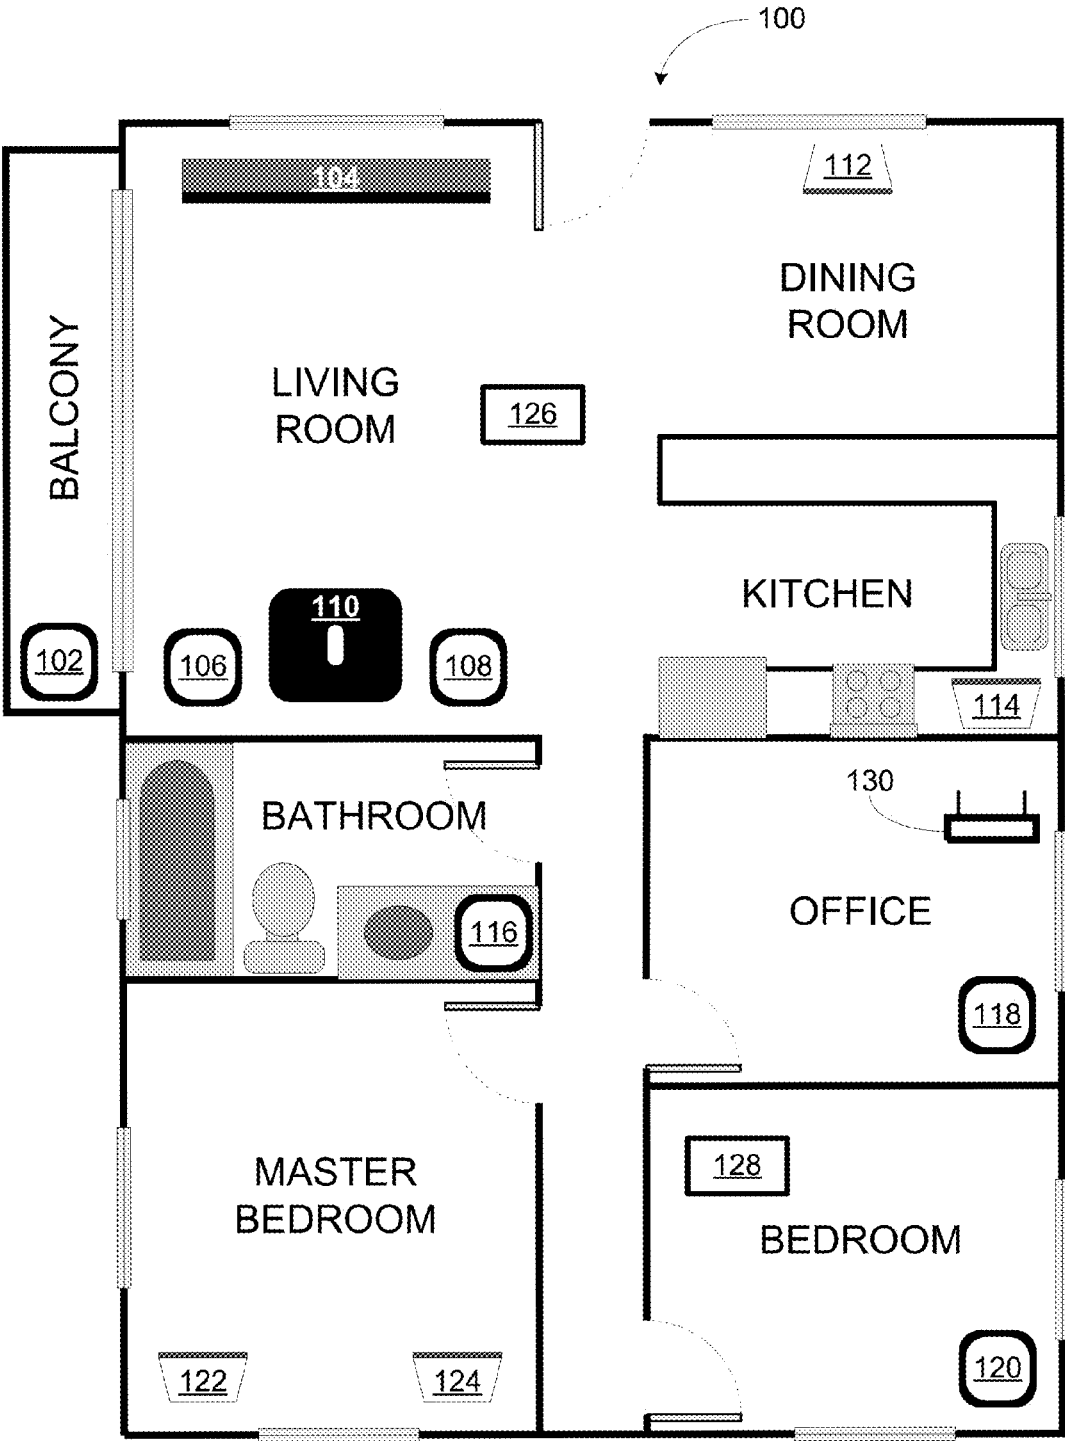 100
104
112
DINING
ROOM
BALCONY
LIVING
ROOM
126
KITCHEN
110
102
106
108
114
130
BATHROOM
OFFICE
116
118
MASTER
BEDROOM
128
BEDROOM
122
124
120